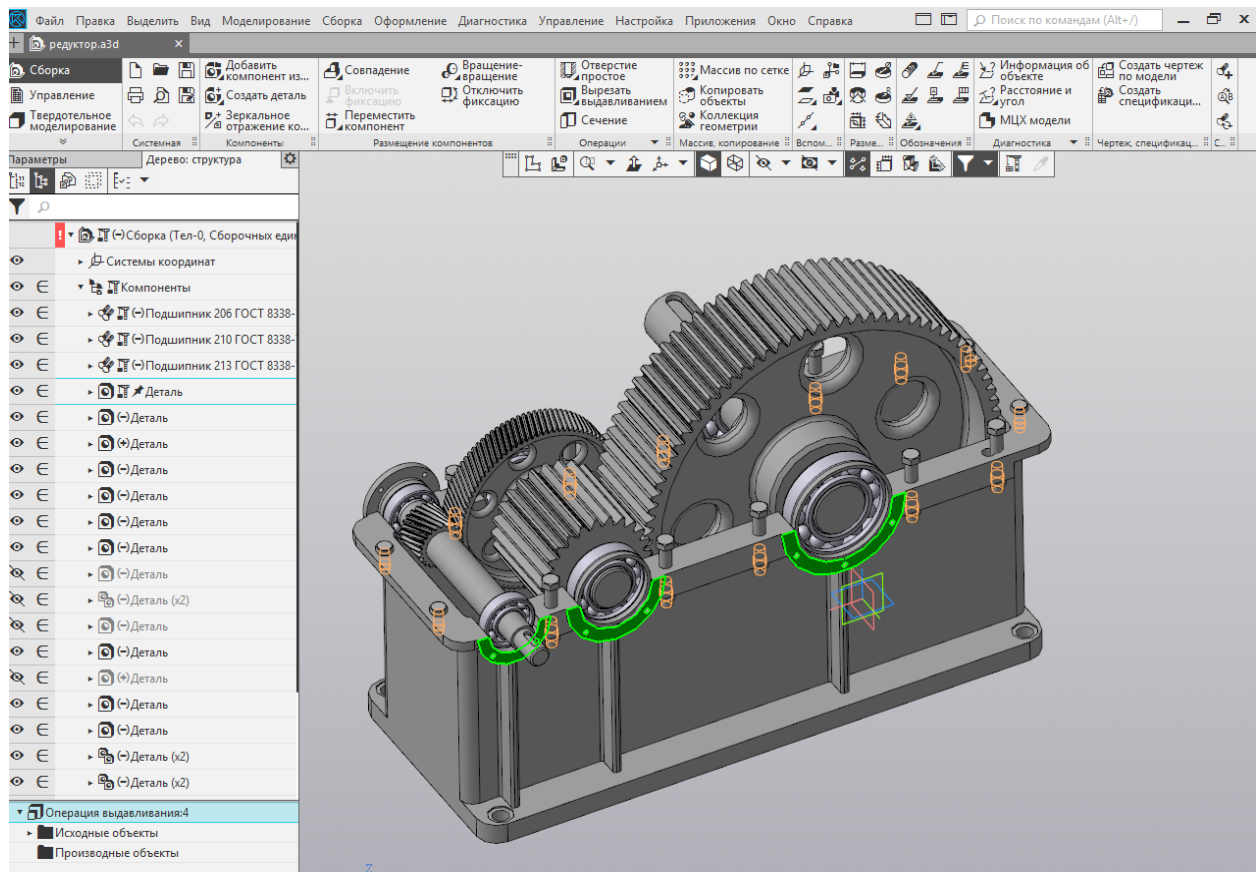 Файл Правка Выделить Вид Моделирование Сборка Оформление Диагностика Управление Настройка Приложения Окно Справка
Поиск по командам (Alt+/)
редуктор.a3d
Сборка
Управление
Твердотельное моделирование
Системная
Добавить компонент из...
Создать деталь
Зеркальное отражение ко...
Компоненты
Совпадение
Включить фиксацию
Переместить компонент
Вращение-вращение
Отключить фиксацию
Размещение компонентов
Отверстие простое
Вырезать выдавливанием
Сечение
Операции
Массив по сетке
Копировать объекты
Коллекция геометрии
Массив, копирование
Вспом...
Разме...
Обозначения
Информация об объекте
Расстояние и угол
МЦХ модели
Диагностика
Создать чертеж по модели
Создать спецификаци...
Чертеж, спецификац...
С...
Параметры
Дерево: структура
(-)Сборка (Тел-0, Сборочных един
Системы координат
Компоненты
(-)Подшипник 206 ГОСТ 8338-
(-)Подшипник 210 ГОСТ 8338-
(-)Подшипник 213 ГОСТ 8338-
Деталь
(-)Деталь
(+)Деталь
(-)Деталь
(-)Деталь
(-)Деталь
(-)Деталь
(-)Деталь
(-)Деталь (x2)
(-)Деталь
(-)Деталь
(+)Деталь
(-)Деталь
(-)Деталь
(-)Деталь (x2)
(-)Деталь (x2)
Операция выдавливания:4
Исходные объекты
Производные объекты
Z